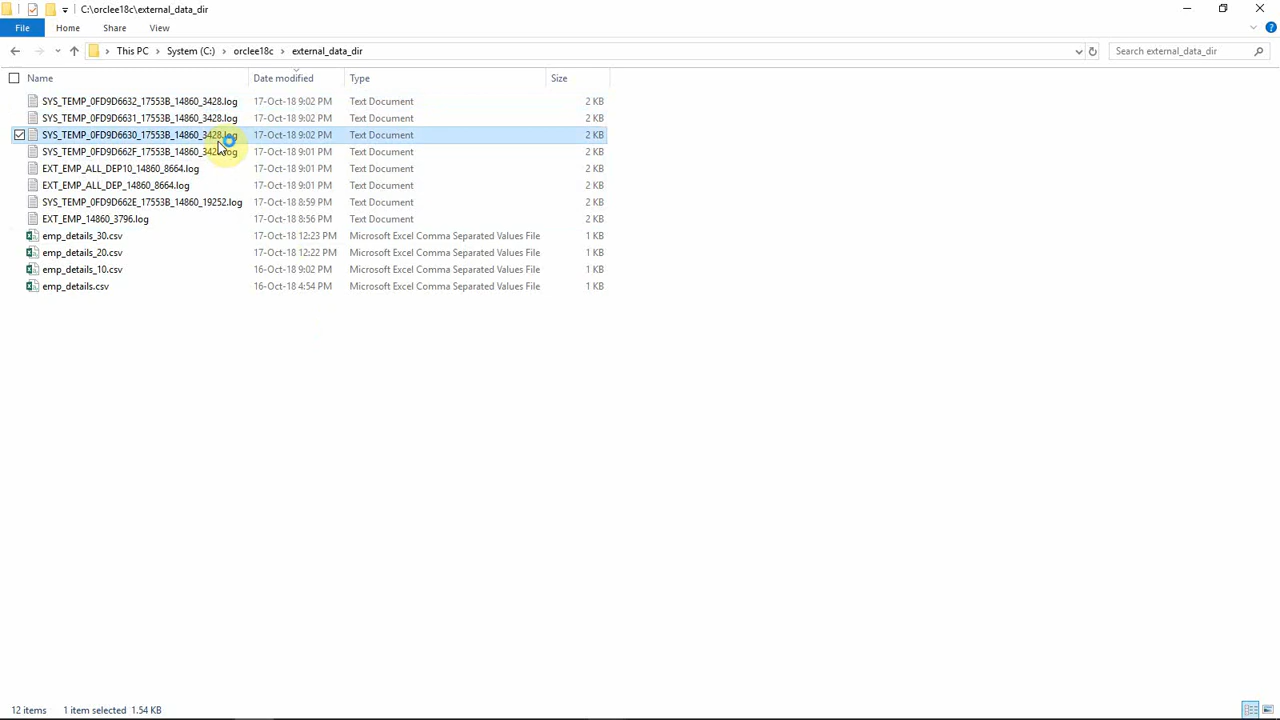 C:\orclee18c\external_data_dir
File Home Share View
This PC System (C:) orclee18c external_data_dir Search external_data_dir
Name Date modified Type Size
SYS_TEMP_0FD9D6632_17553B_14860_3428.log 17-Oct-18 9:02 PM Text Document 2 KB
SYS_TEMP_0FD9D6631_17553B_14860_3428.log 17-Oct-18 9:02 PM Text Document 2 KB
SYS_TEMP_0FD9D6630_17553B_14860_3428.log 17-Oct-18 9:02 PM Text Document 2 KB
SYS_TEMP_0FD9D662F_17553B_14860_3428.log 17-Oct-18 9:01 PM Text Document 2 KB
EXT_EMP_ALL_DEP10_14860_8664.log 17-Oct-18 9:01 PM Text Document 2 KB
EXT_EMP_ALL_DEP_14860_8664.log 17-Oct-18 9:01 PM Text Document 2 KB
SYS_TEMP_0FD9D662E_17553B_14860_19252.log 17-Oct-18 8:59 PM Text Document 2 KB
EXT_EMP_14860_3796.log 17-Oct-18 8:56 PM Text Document 2 KB
emp_details_30.csv 17-Oct-18 12:23 PM Microsoft Excel Comma Separated Values File 1 KB
emp_details_20.csv 17-Oct-18 12:22 PM Microsoft Excel Comma Separated Values File 1 KB
emp_details_10.csv 16-Oct-18 9:02 PM Microsoft Excel Comma Separated Values File 1 KB
emp_details.csv 16-Oct-18 4:54 PM Microsoft Excel Comma Separated Values File 1 KB
12 items 1 item selected 1.54 KB